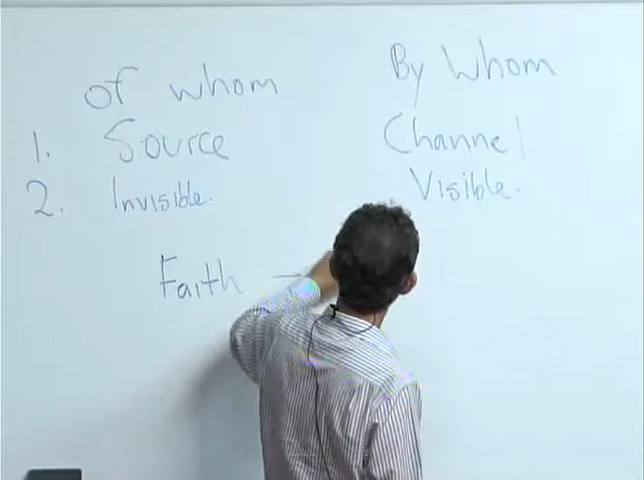 of whom By Whom.
1. Source Channel
2. Invisible. Visible.
Faith →